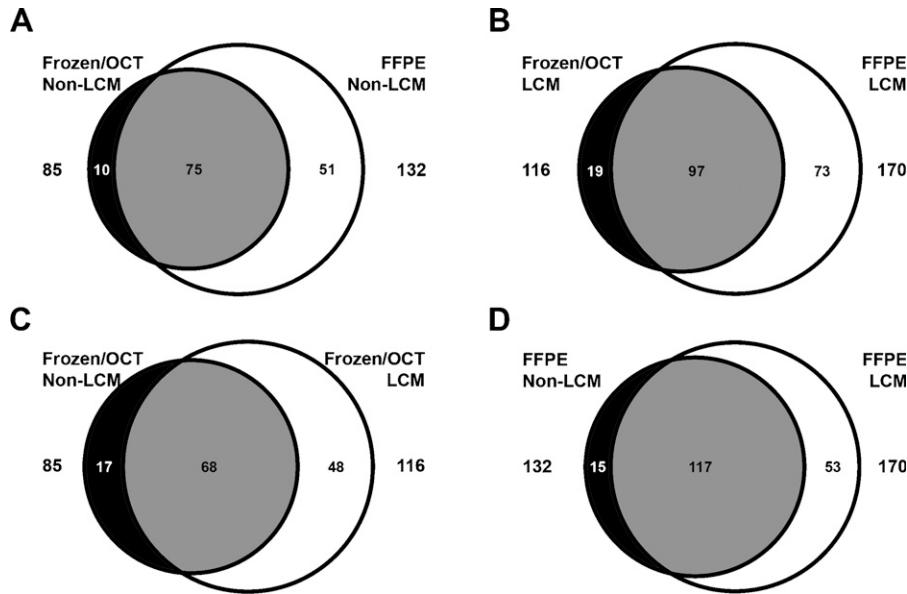 A
Frozen/OCT
Non-LCM
FFPE
Non-LCM
85
10
75
51
132
B
Frozen/OCT
LCM
FFPE
LCM
116
19
97
73
170
C
Frozen/OCT
Non-LCM
Frozen/OCT
LCM
85
17
68
48
116
D
FFPE
Non-LCM
FFPE
LCM
132
15
117
53
170